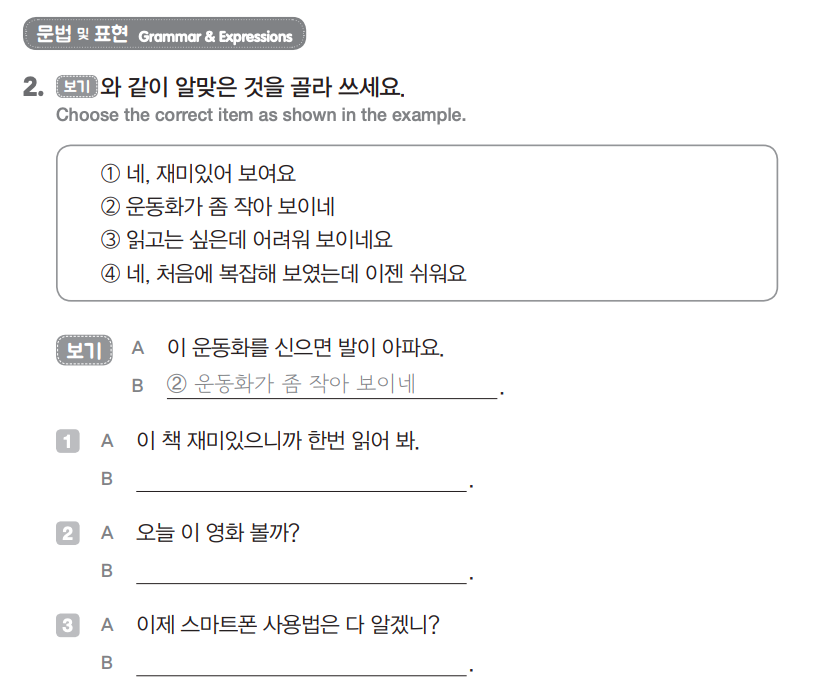 문법 및 표현 Grammar & Expressions
2. 보기와 같이 알맞은 것을 골라 쓰세요.
Choose the correct item as shown in the example.
① 네, 재미있어 보여요
② 운동화가 좀 작아 보이네
③ 읽고는 싶은데 어려워 보이네요
④ 네, 처음에 복잡해 보였는데 이젠 쉬워요
보기 A 이 운동화를 신으면 발이 아파요.
B ② 운동화가 좀 작아 보이네.
1 A 이 책 재미있으니까 한번 읽어 봐.
B .
2 A 오늘 이 영화 볼까?
B .
3 A 이제 스마트폰 사용법은 다 알겠니?
B .